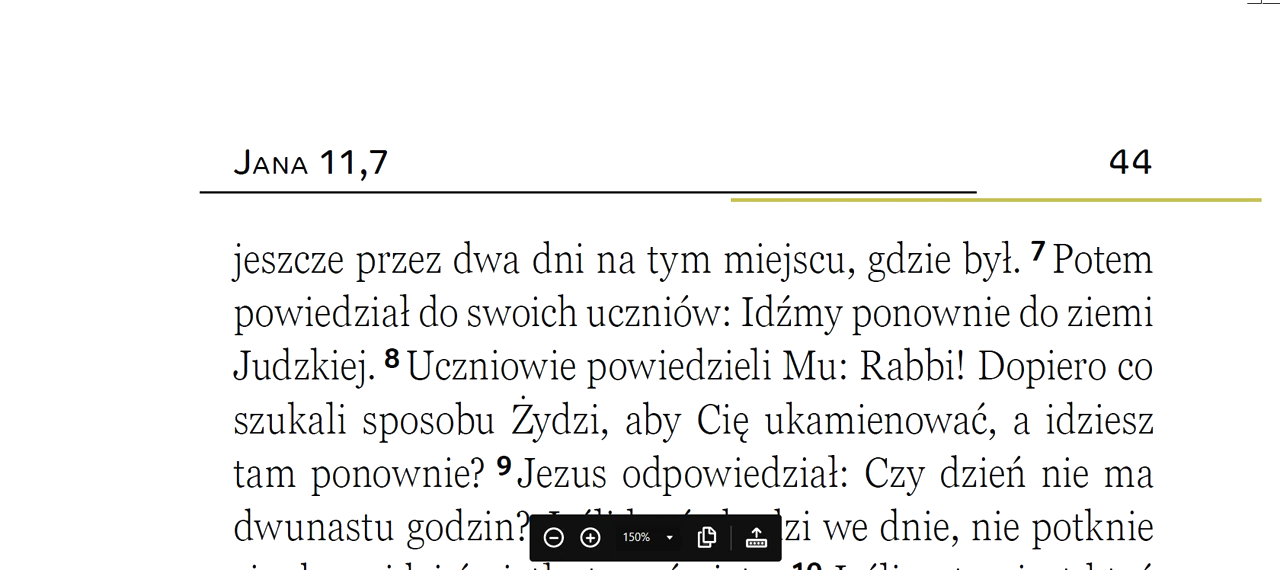 Jana 11,7 44
jeszcze przez dwa dni na tym miejscu, gdzie był. 7 Potem
powiedział do swoich uczniów: Idźmy ponownie do ziemi
Judzkiej. 8 Uczniowie powiedzieli Mu: Rabbi! Dopiero co
szukali sposobu Żydzi, aby Cię ukamienować, a idziesz
tam ponownie? 9 Jezus odpowiedział: Czy dzień nie ma
dwunastu godzin? we dnie, nie potknie
150%
10